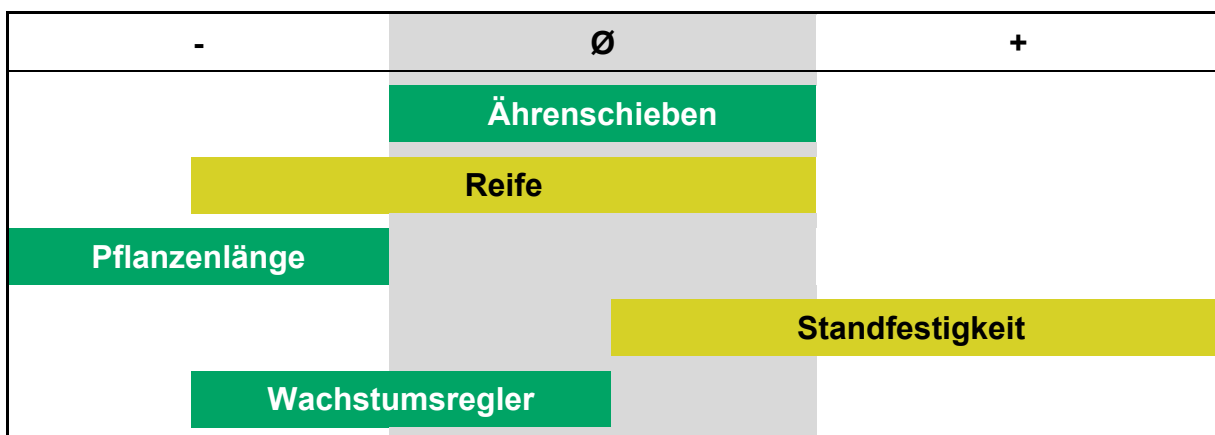 - Ø +
Ährenschieben
Reife
Pflanzenlänge
Standfestigkeit
Wachstumsregler